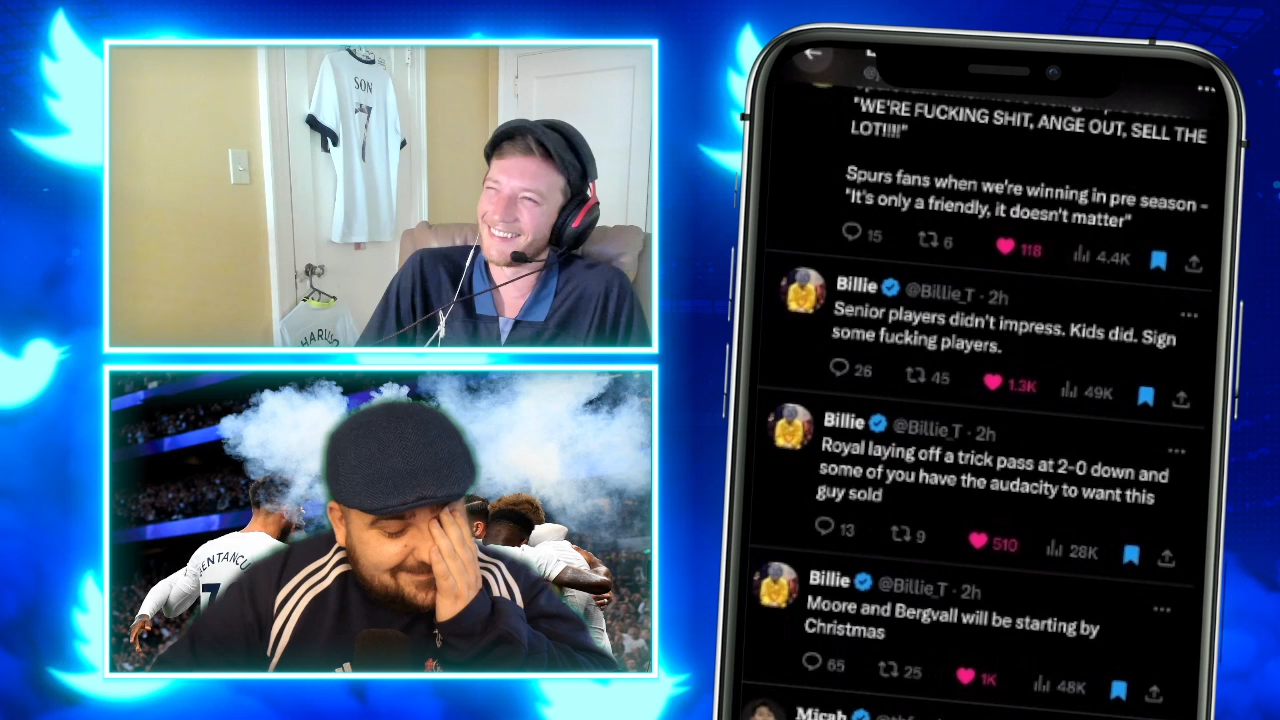 SON
7
HARUS
BENTANCU
"WE'RE FUCKING SHIT, ANGE OUT, SELL THE
LOT!!!!"
Spurs fans when we're winning in pre season -
"It's only a friendly, it doesn't matter"
15 6 118 4.4K
Billie @Billie_T · 2h
Senior players didn't impress. Kids did. Sign
some fucking players.
26 45 1.3K 49K
Billie @Billie_T · 2h
Royal laying off a trick pass at 2-0 down and
some of you have the audacity to want this
guy sold
13 9 510 28K
Billie @Billie_T · 2h
Moore and Bergvall will be starting by
Christmas
65 25 1K 48K
Micah